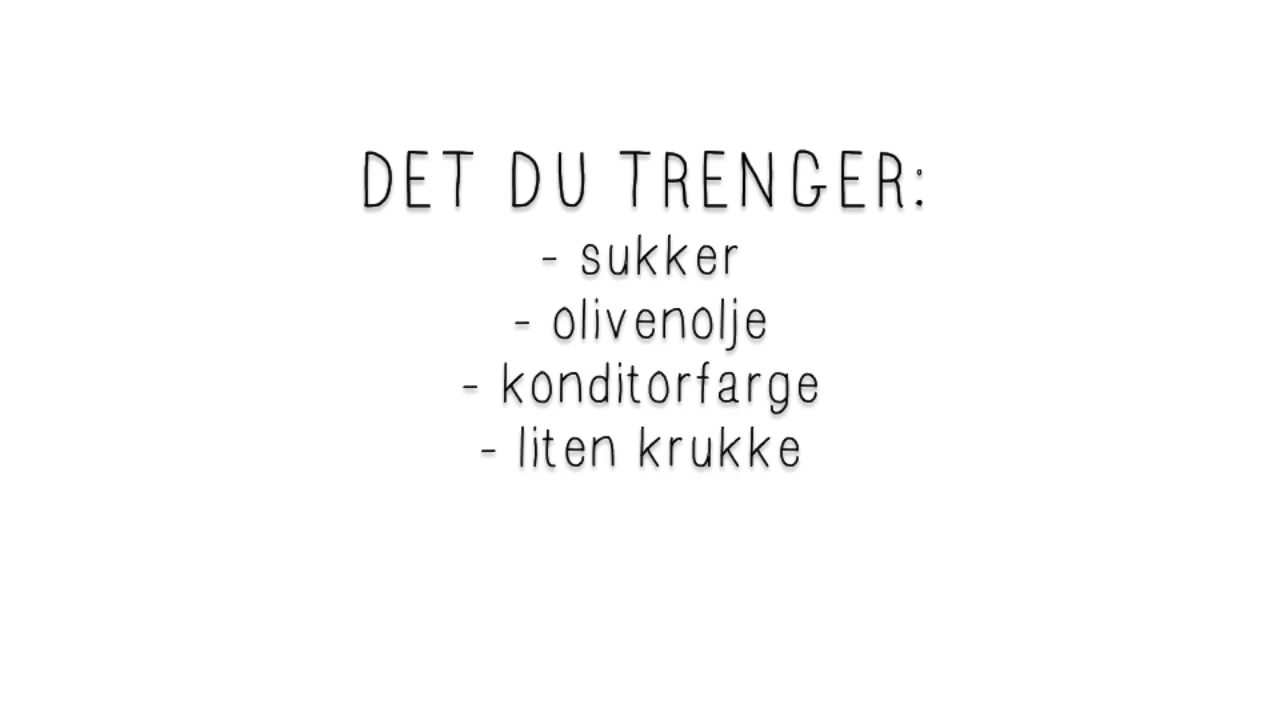 DET DU TRENGER:
- sukker
- olivenolje
- konditorfarge
- liten krukke